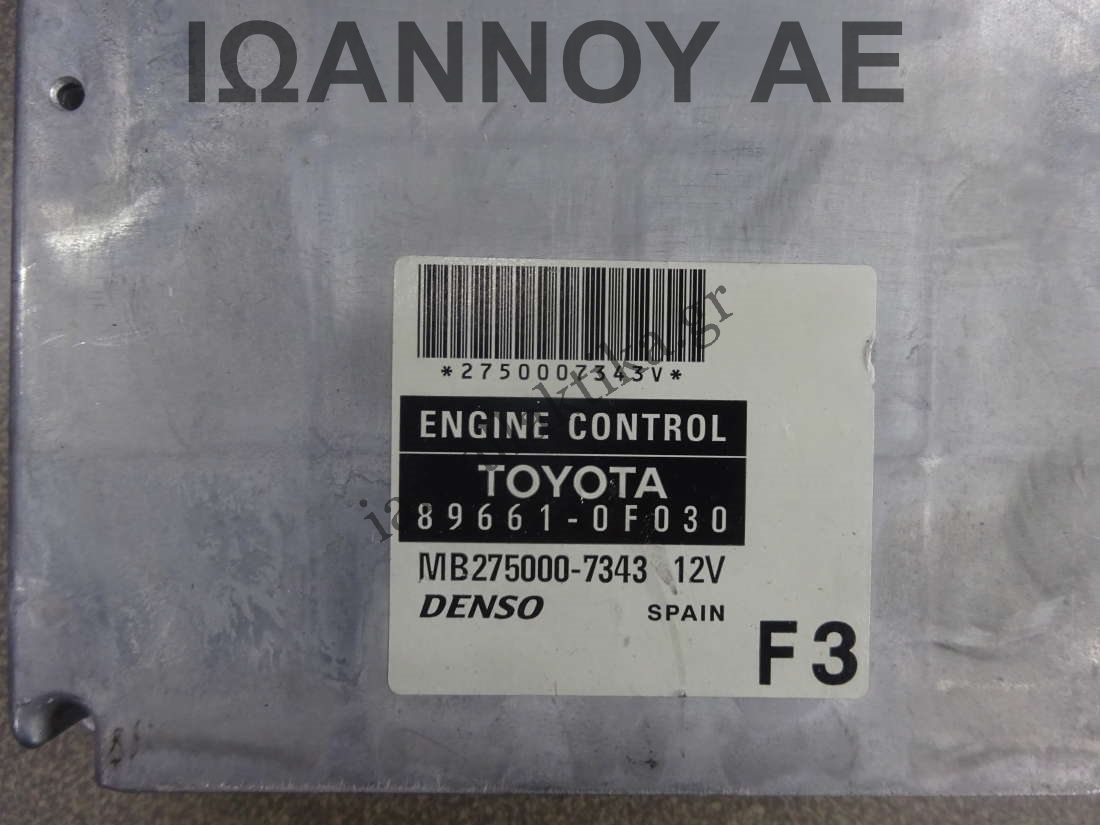 ΙΩΑΝΝΟΥ ΑΕ
*2750007343V*
ENGINE CONTROL
TOYOTA
89661-0F030
MB275000-7343 12V
DENSO SPAIN
F3